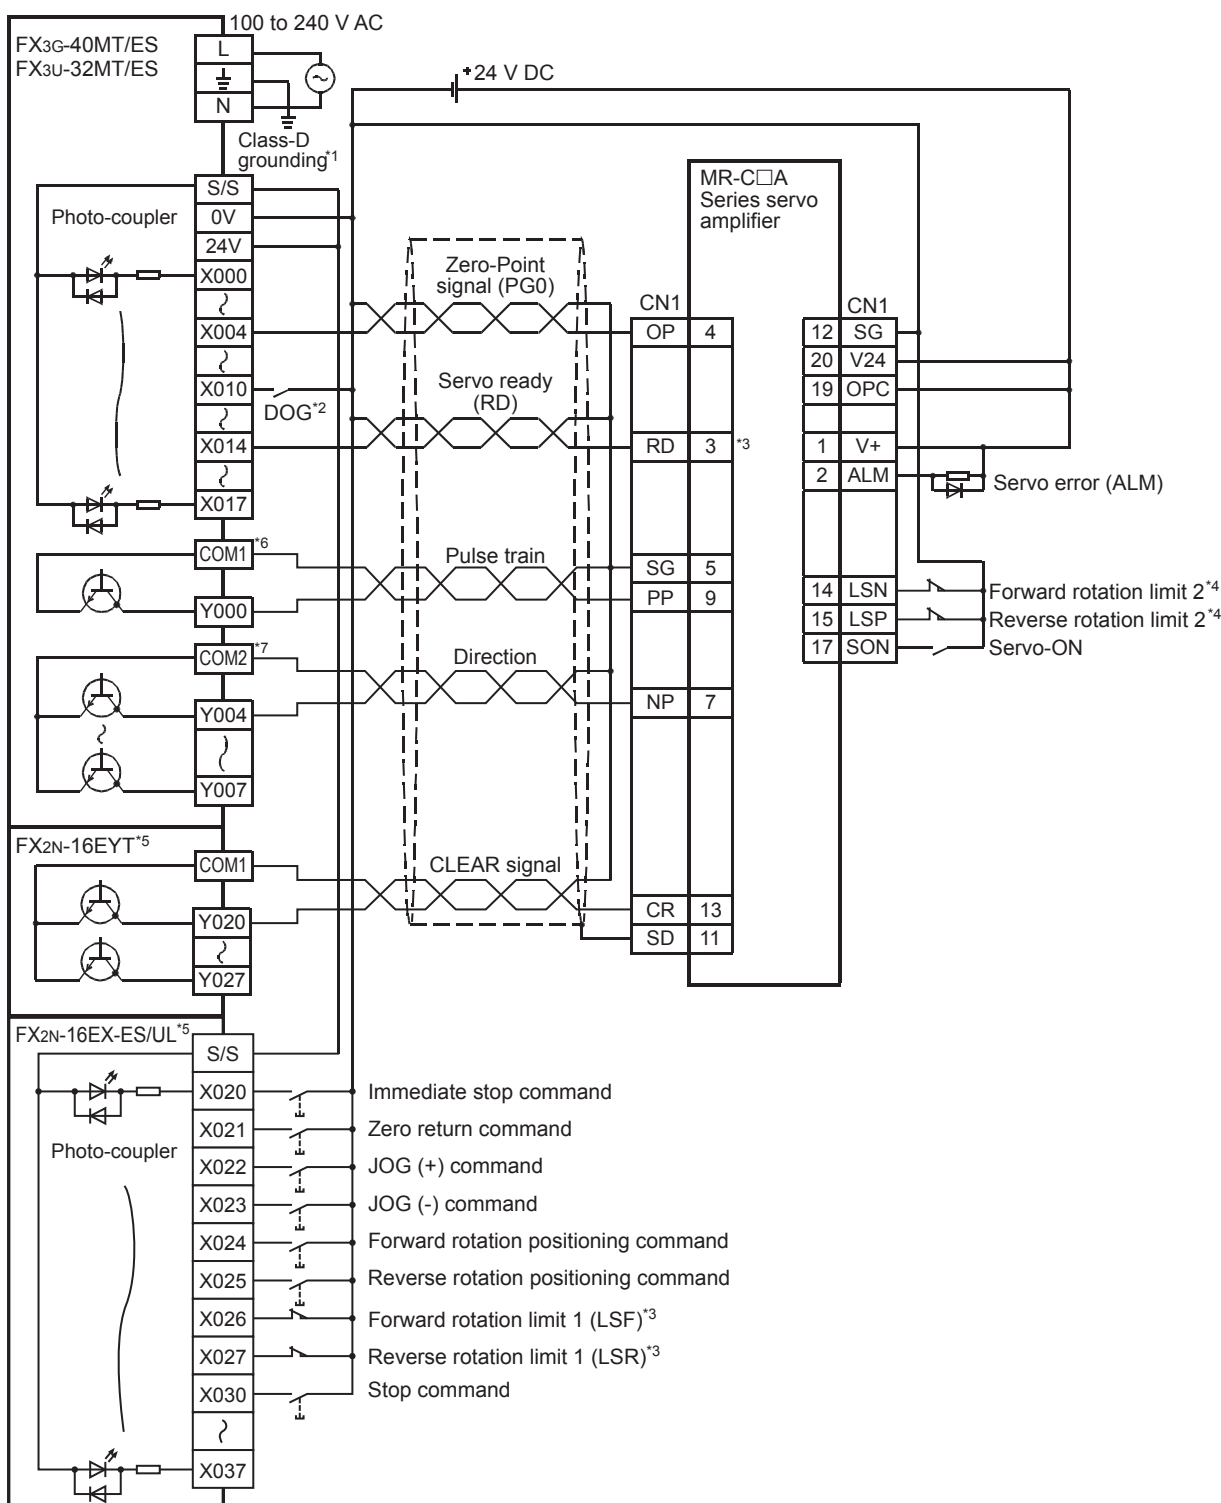 100 to 240 V AC
FX3G-40MT/ES
FX3U-32MT/ES
L
N
+24 V DC
Class-D
grounding*1
S/S
0V
24V
X000
X004
X010
X014
X017
Photo-coupler
DOG*2
COM1*6
Y000
COM2*7
Y004
Y007
Zero-Point
signal (PG0)
Servo ready
(RD)
Pulse train
Direction
CLEAR signal
MR-C□A
Series servo
amplifier
CN1
OP 4
RD 3 *3
SG 5
PP 9
NP 7
CR 13
SD 11
CN1
12 SG
20 V24
19 OPC
1 V+
2 ALM
Servo error (ALM)
14 LSN Forward rotation limit 2*4
15 LSP Reverse rotation limit 2*4
17 SON Servo-ON
FX2N-16EYT*5
COM1
Y020
Y027
FX2N-16EX-ES/UL*5
S/S
Photo-coupler
X020 Immediate stop command
X021 Zero return command
X022 JOG (+) command
X023 JOG (-) command
X024 Forward rotation positioning command
X025 Reverse rotation positioning command
X026 Forward rotation limit 1 (LSF)*3
X027 Reverse rotation limit 1 (LSR)*3
X030 Stop command
X037